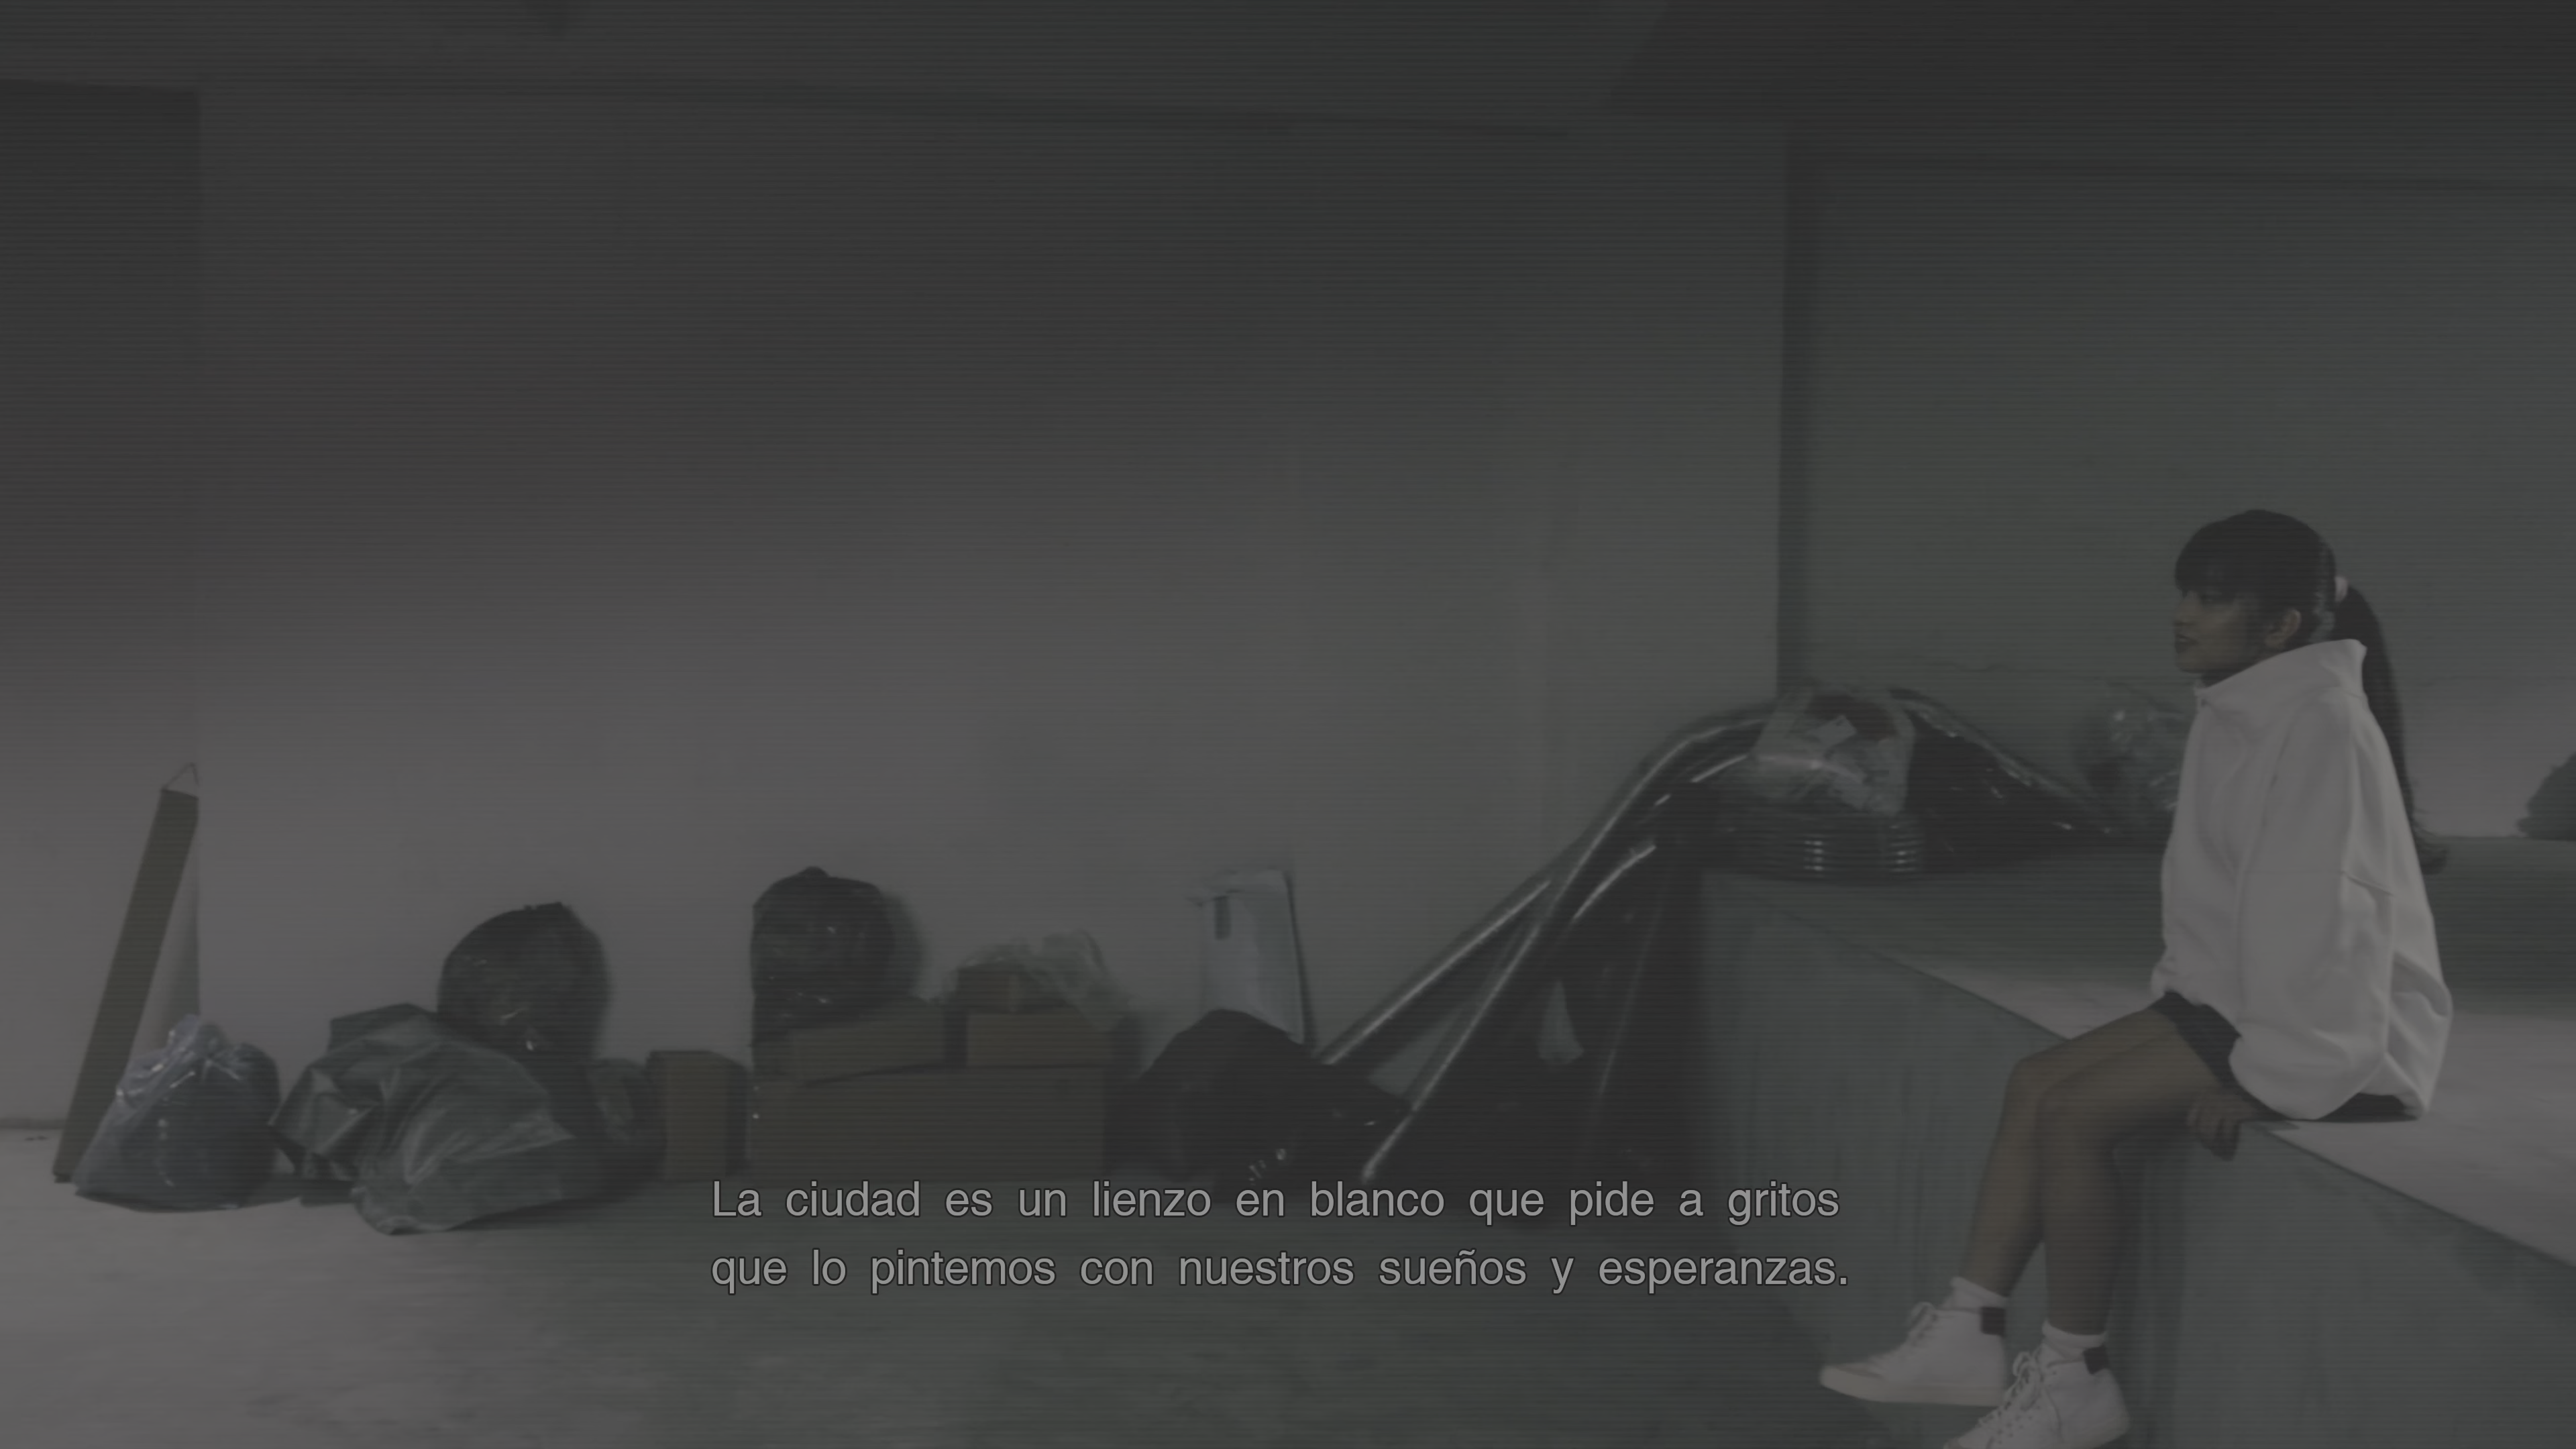 La ciudad es un lienzo en blanco que pide a gritos
que lo pintemos con nuestros sueños y esperanzas.